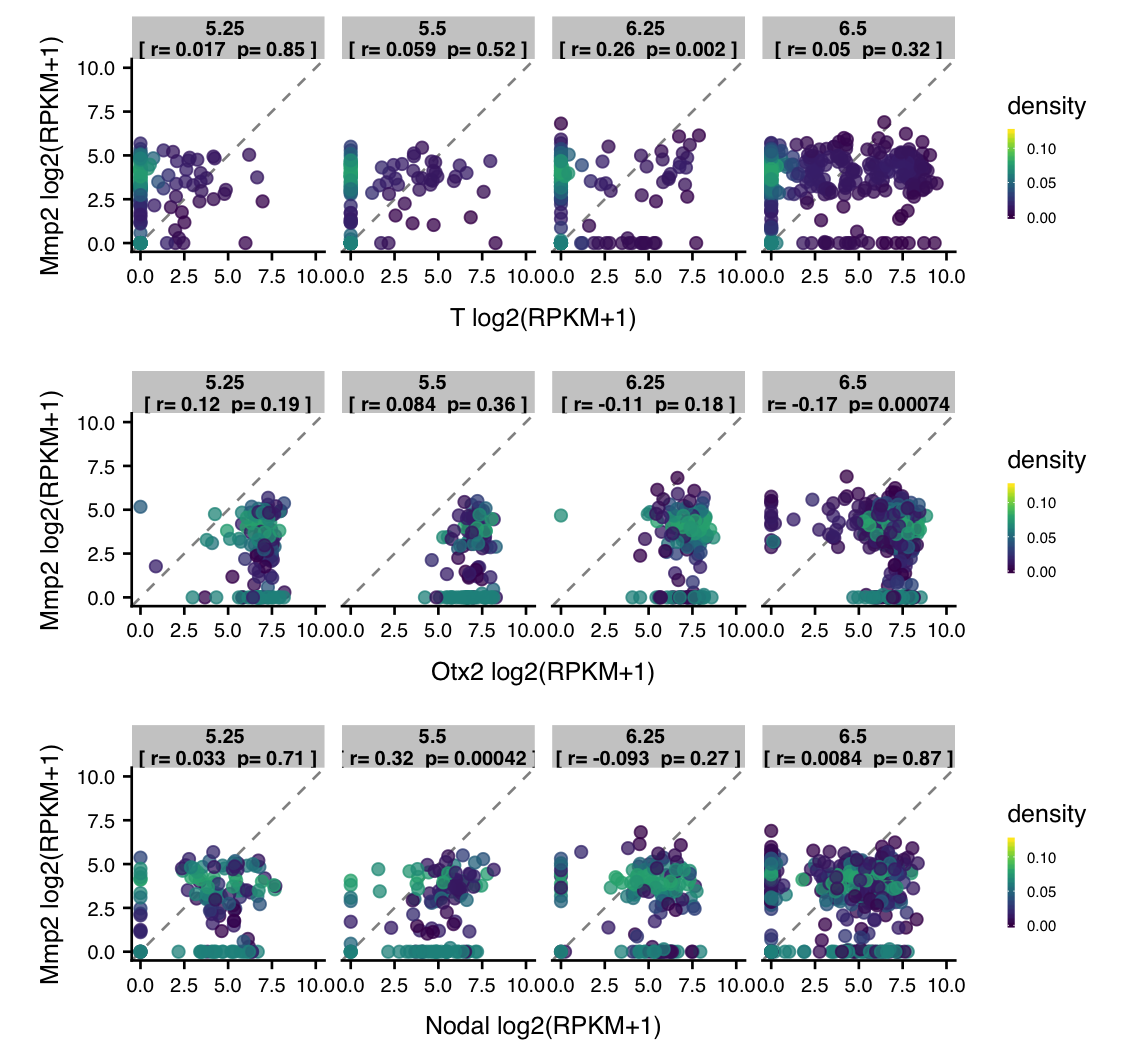 5.25 5.5 6.25 6.5
[ r= 0.017 p= 0.85 ] [ r= 0.059 p= 0.52 ] [ r= 0.26 p= 0.002 ] [ r= 0.05 p= 0.32 ]
Mmp2 log2(RPKM+1)
10.0
7.5
5.0
2.5
0.0
0.0 2.5 5.0 7.5 10.0 0.0 2.5 5.0 7.5 10.0 0.0 2.5 5.0 7.5 10.0 0.0 2.5 5.0 7.5 10.0
T log2(RPKM+1)
density
0.10
0.05
0.00
5.25 5.5 6.25 6.5
[ r= 0.12 p= 0.19 ] [ r= 0.084 p= 0.36 ] [ r= -0.11 p= 0.18 ] r= -0.17 p= 0.00074
Mmp2 log2(RPKM+1)
10.0
7.5
5.0
2.5
0.0
0.0 2.5 5.0 7.5 10.0 0.0 2.5 5.0 7.5 10.0 0.0 2.5 5.0 7.5 10.0 0.0 2.5 5.0 7.5 10.0
Otx2 log2(RPKM+1)
density
0.10
0.05
0.00
5.25 5.5 6.25 6.5
[ r= 0.033 p= 0.71 ] [ r= 0.32 p= 0.00042 ] [ r= -0.093 p= 0.27 ] [ r= 0.0084 p= 0.87 ]
Mmp2 log2(RPKM+1)
10.0
7.5
5.0
2.5
0.0
0.0 2.5 5.0 7.5 10.0 0.0 2.5 5.0 7.5 10.0 0.0 2.5 5.0 7.5 10.0 0.0 2.5 5.0 7.5 10.0
Nodal log2(RPKM+1)
density
0.10
0.05
0.00